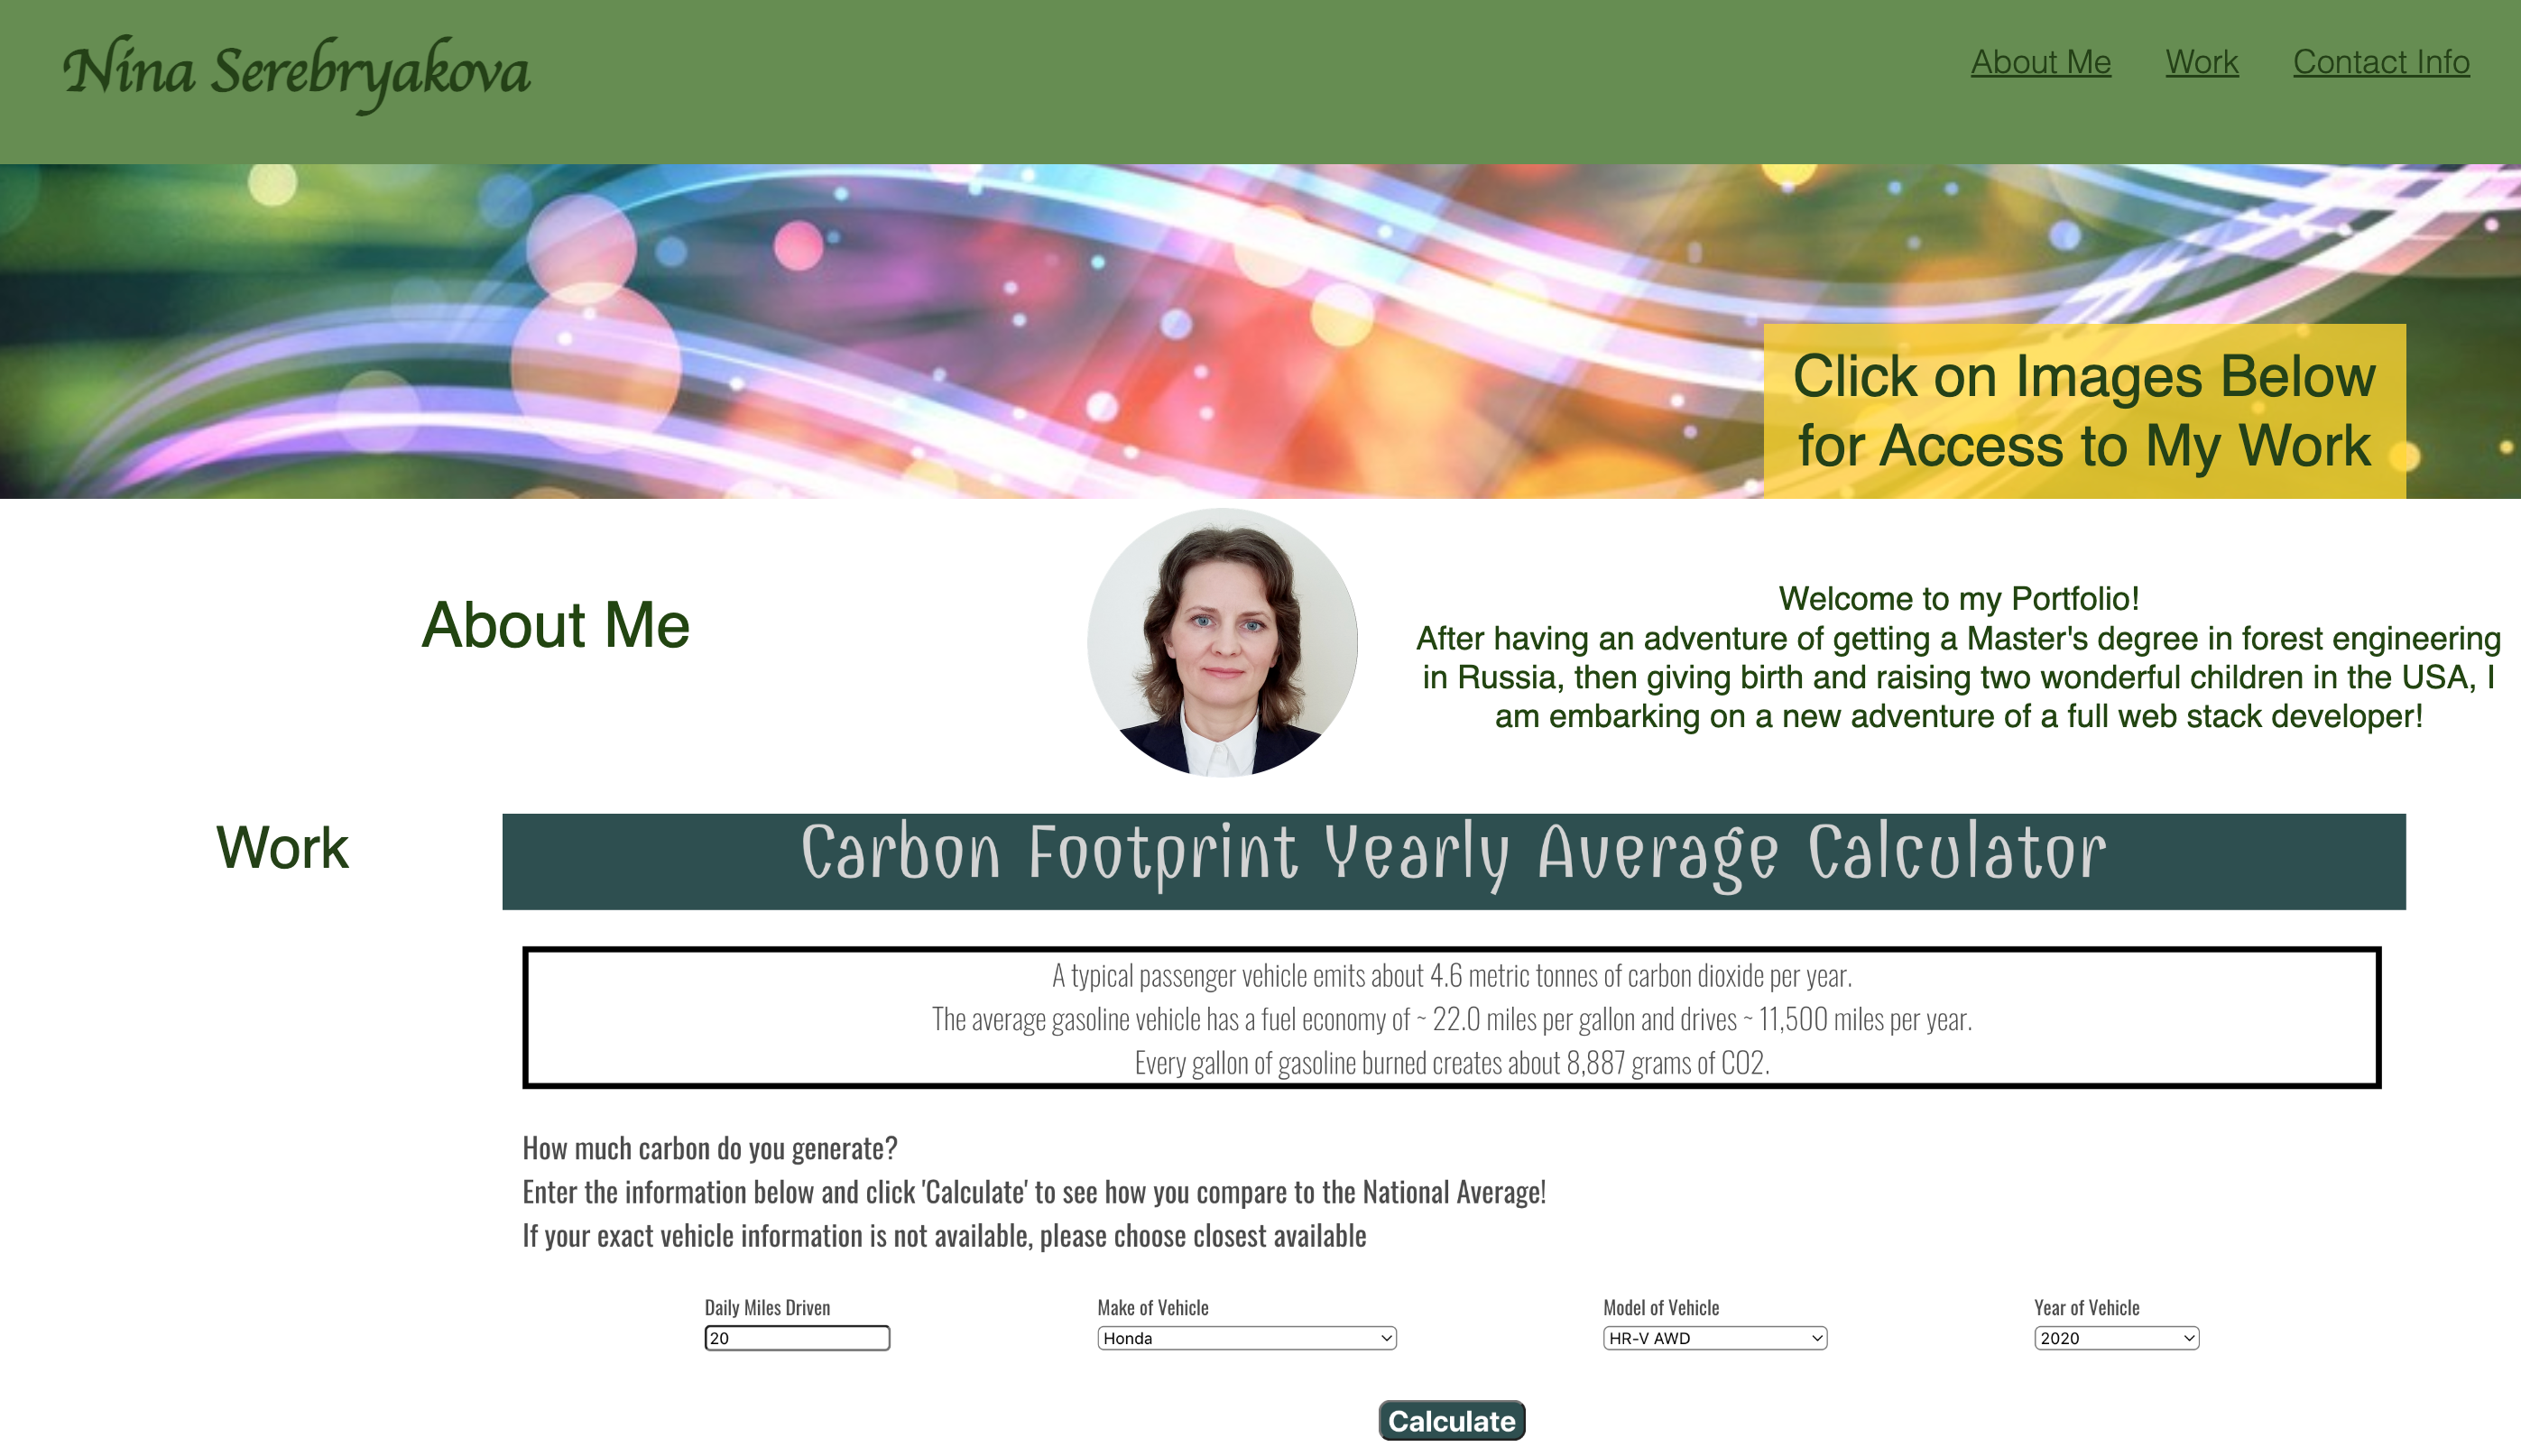 Nina Serebryakova
About Me
Work
Contact Info
Click on Images Below
for Access to My Work
About Me
Welcome to my Portfolio!
After having an adventure of getting a Master's degree in forest engineering
in Russia, then giving birth and raising two wonderful children in the USA, I
am embarking on a new adventure of a full web stack developer!
Work
Carbon Footprint Yearly Average Calculator
A typical passenger vehicle emits about 4.6 metric tonnes of carbon dioxide per year.
The average gasoline vehicle has a fuel economy of ~ 22.0 miles per gallon and drives ~ 11,500 miles per year.
Every gallon of gasoline burned creates about 8,887 grams of CO2.
How much carbon do you generate?
Enter the information below and click 'Calculate' to see how you compare to the National Average!
If your exact vehicle information is not available, please choose closest available
Daily Miles Driven
20
Make of Vehicle
Honda
Model of Vehicle
HR-V AWD
Year of Vehicle
2020
Calculate